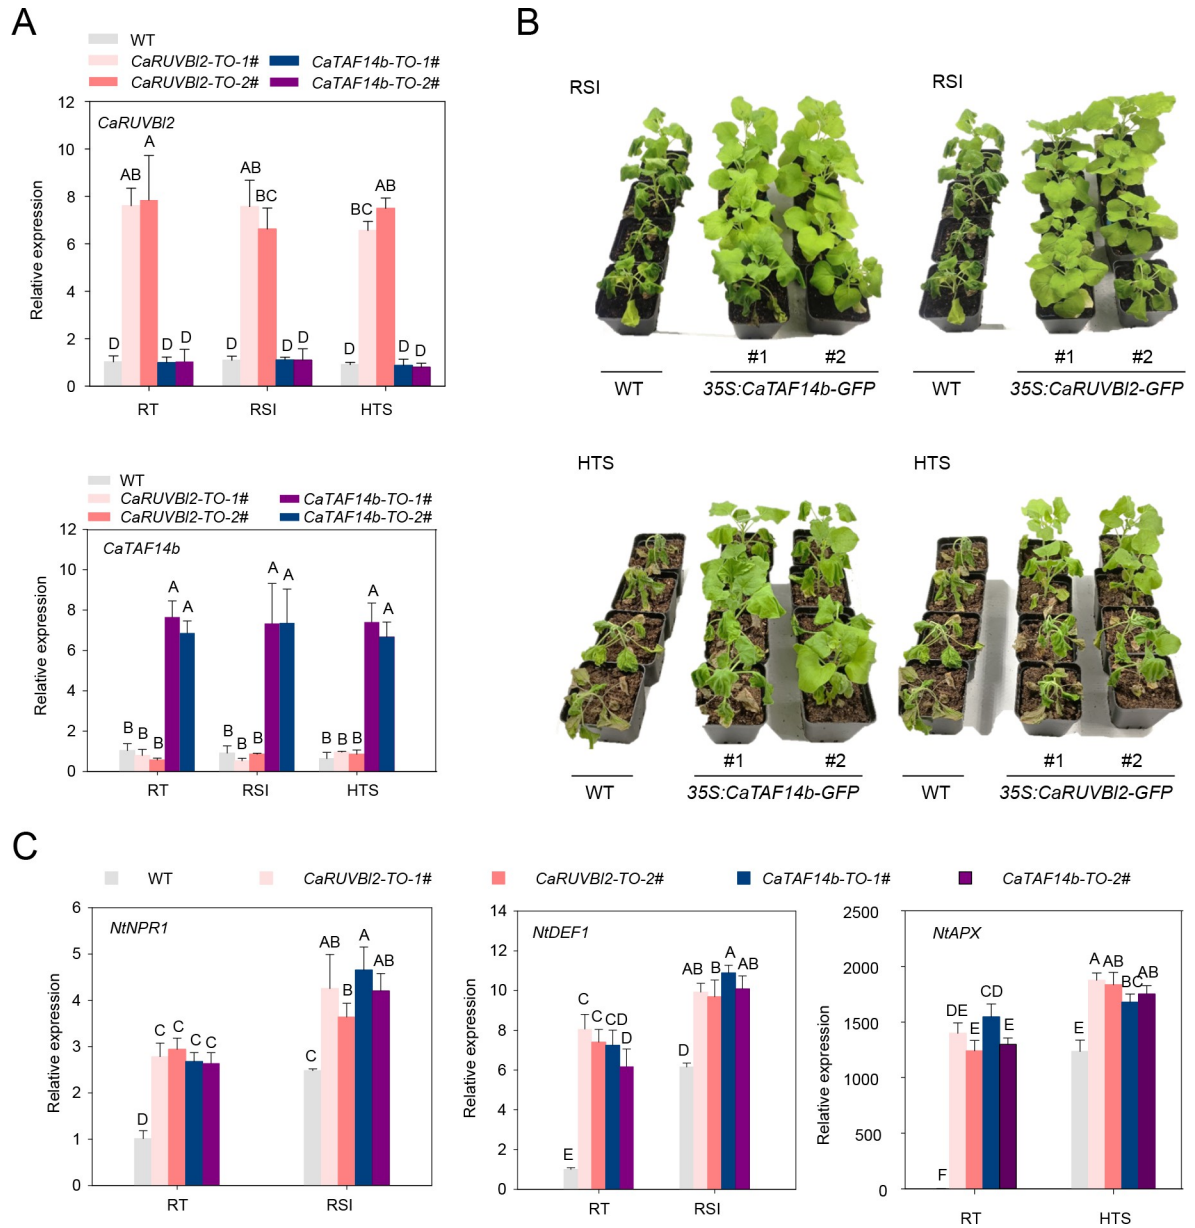 A
WT
CaRUVBl2-TO-1# CaTAF14b-TO-1#
CaRUVBl2-TO-2# CaTAF14b-TO-2#
CaRUVBl2
Relative expression
12
10
8
6
4
2
0
D AB A D D
D AB BC D D
D BC AB D D
RT RSI HTS
WT
CaRUVBl2-TO-1# CaTAF14b-TO-1#
CaRUVBl2-TO-2# CaTAF14b-TO-2#
CaTAF14b
Relative expression
12
10
8
6
4
2
0
B B B A A
B B B A A
B B B A A
RT RSI HTS
B
RSI RSI
#1 #2 #1 #2
WT 35S:CaTAF14b-GFP WT 35S:CaRUVBl2-GFP
HTS HTS
#1 #2 #1 #2
WT 35S:CaTAF14b-GFP WT 35S:CaRUVBl2-GFP
C
WT CaRUVBl2-TO-1# CaRUVBl2-TO-2# CaTAF14b-TO-1# CaTAF14b-TO-2#
NtNPR1
Relative expression
6
5
4
3
2
1
0
D C C C C
C AB B A AB
RT RSI
NtDEF1
Relative expression
14
12
10
8
6
4
2
0
E C C CD D
D AB B A AB
RT RSI
NtAPX
Relative expression
2500
2000
1500
1000
500
0
F DE E CD E
E A AB BC AB
RT HTS